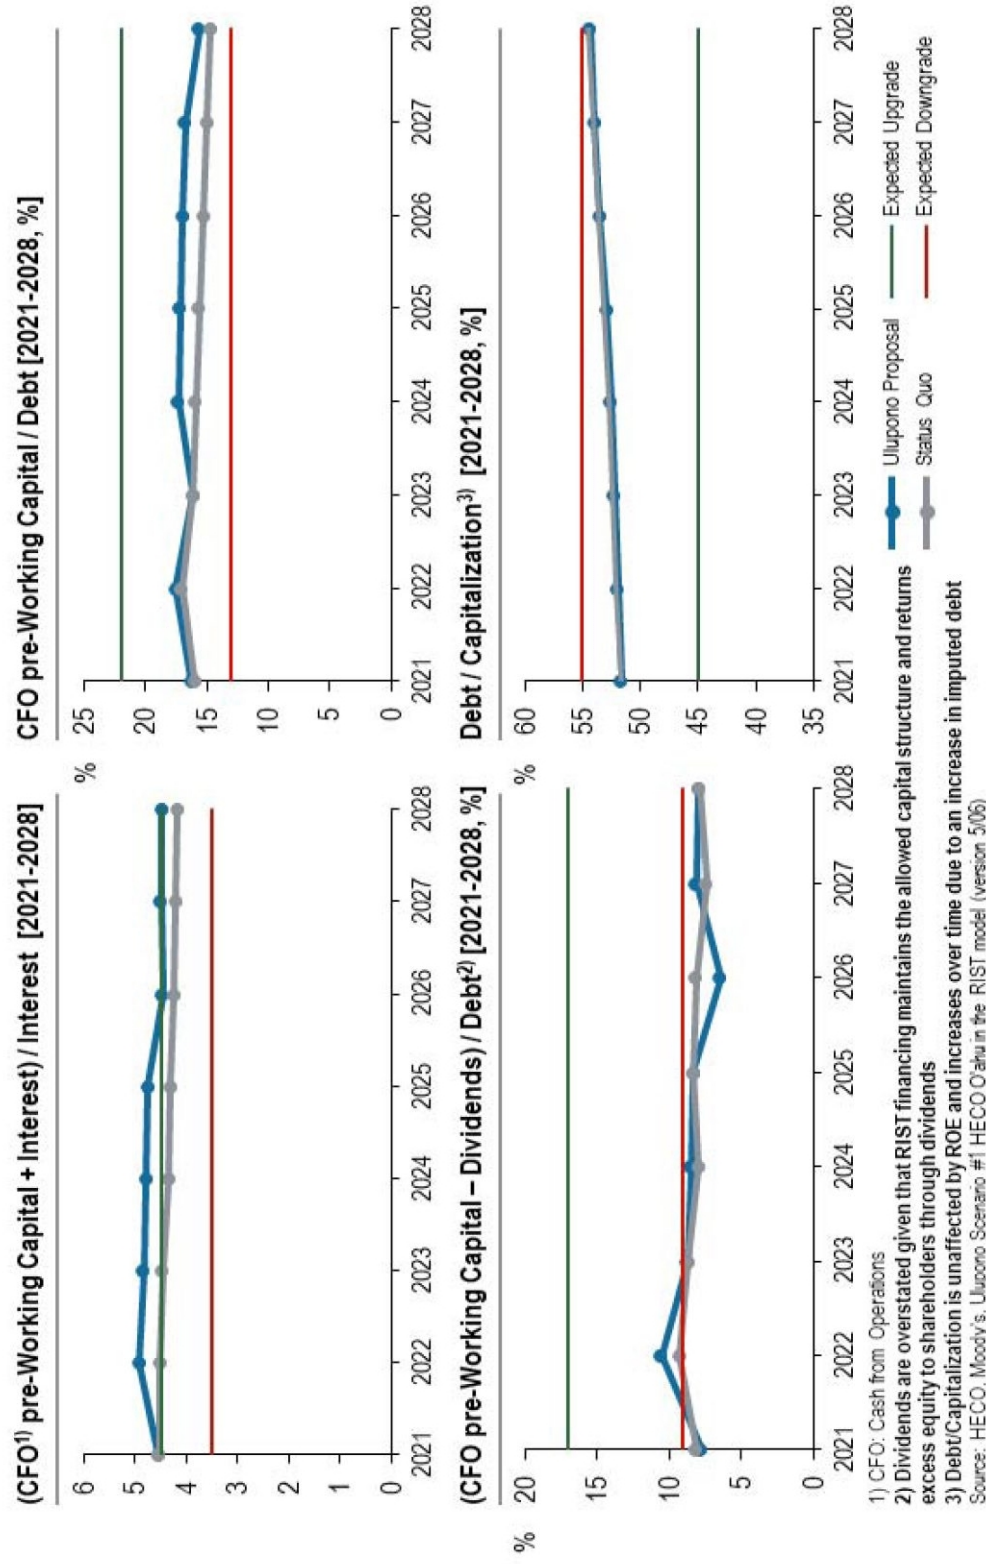 (CFO1) pre-Working Capital + Interest) / Interest [2021-2028]
6
5
4
3
2
1
0
2021 2022 2023 2024 2025 2026 2027 2028
CFO pre-Working Capital / Debt [2021-2028, %]
%
25
20
15
10
5
0
2021 2022 2023 2024 2025 2026 2027 2028
(CFO pre-Working Capital – Dividends) / Debt2) [2021-2028, %]
%
20
15
10
5
0
2021 2022 2023 2024 2025 2026 2027 2028
Debt / Capitalization3) [2021-2028, %]
%
60
55
50
45
40
35
2021 2022 2023 2024 2025 2026 2027 2028
Ulupono Proposal
Status Quo
Expected Upgrade
Expected Downgrade
1) CFO: Cash from Operations
2) Dividends are overstated given that RIST financing maintains the allowed capital structure and returns
excess equity to shareholders through dividends
3) Debt/Capitalization is unaffected by ROE and increases over time due to an increase in imputed debt
Source: HECO, Moody's, Ulupono Scenario #1 HECO O'ahu in the RIST model (version 5/06)